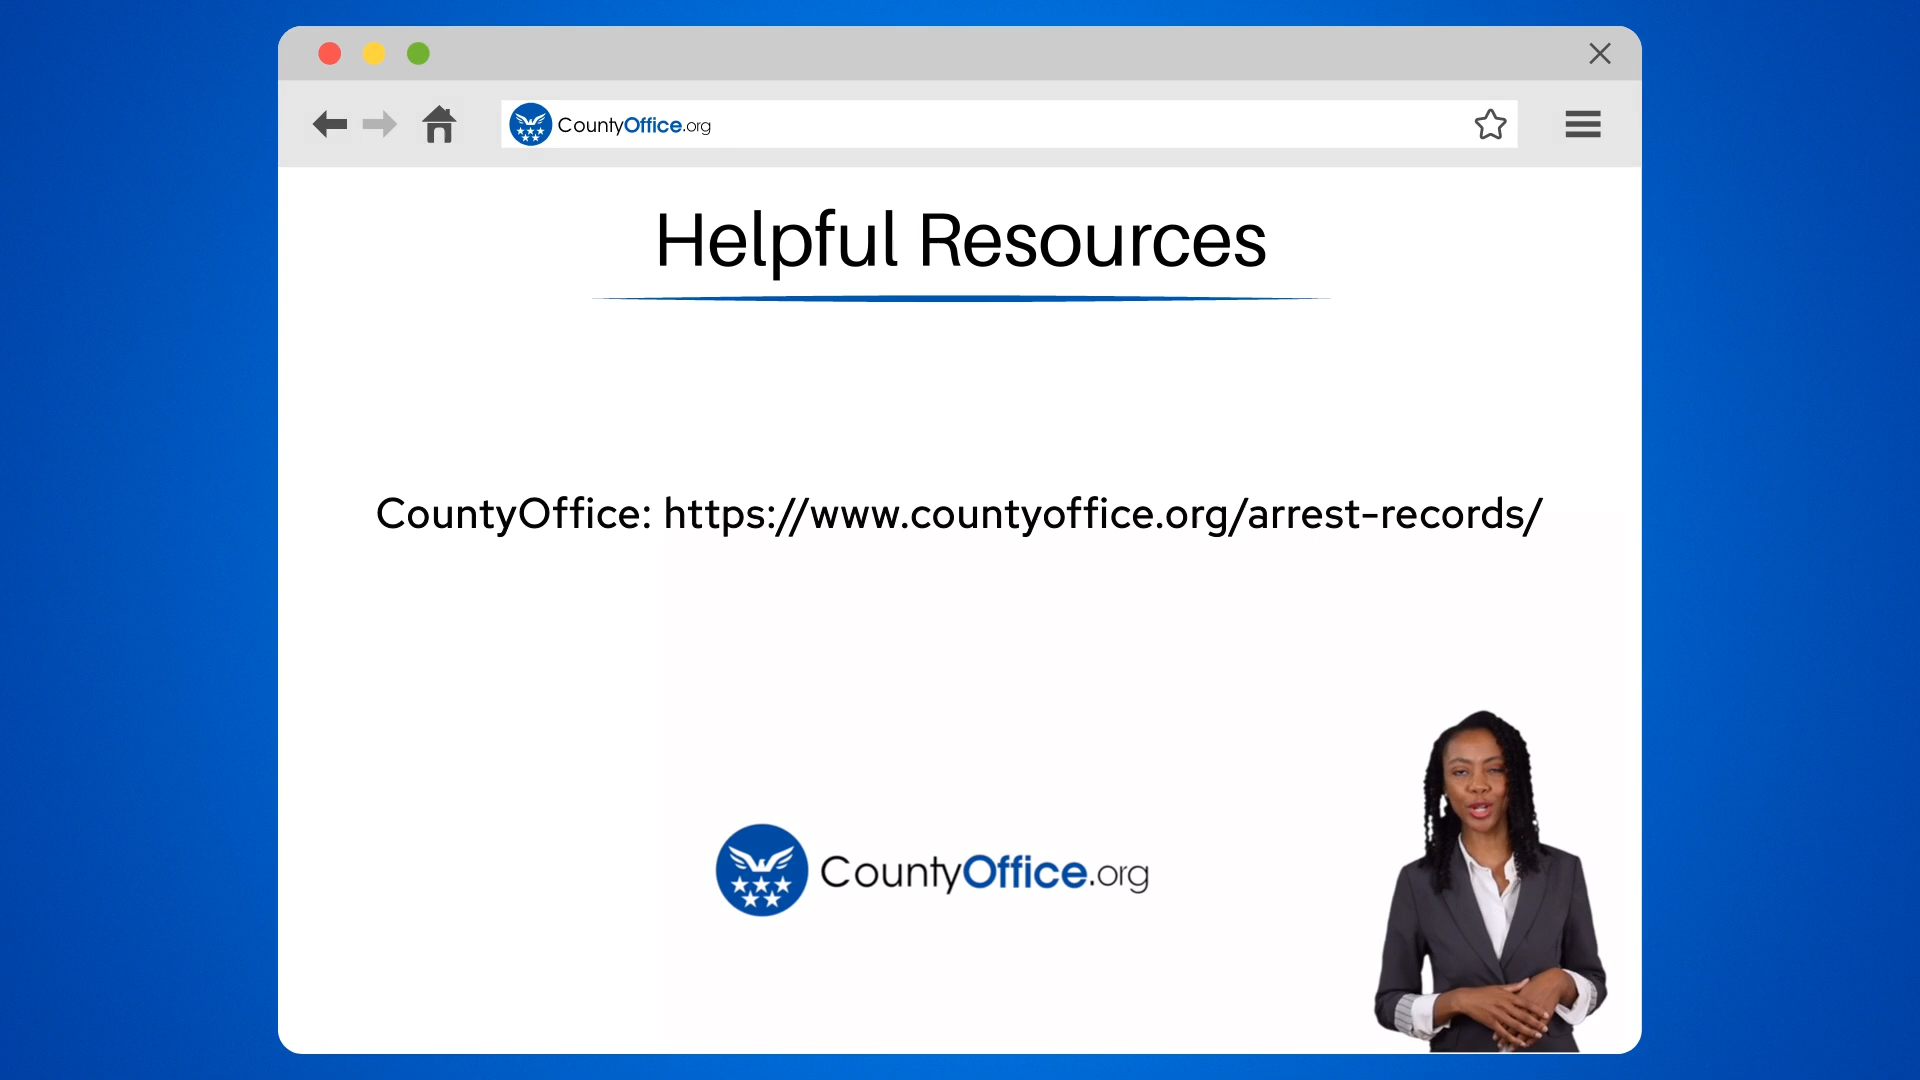 CountyOffice.org
Helpful Resources
CountyOffice: https://www.countyoffice.org/arrest-records/
CountyOffice.org